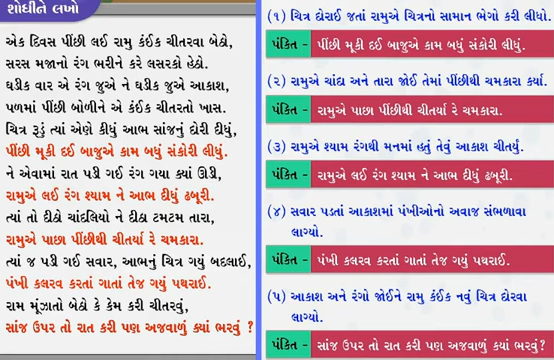 શોધીને લખો
એક દિવસ પીંછી લઈ રામુ કંઈક ચીતરવા બેઠો,
સરસ મજાનો રંગ ભરીને કરે લસરકો હેઠો.
ઘડીક વાર એ રંગ જુએ ને ઘડીક જુએ આકાશ,
પળમાં પીંછી બોળીને એ કંઈક ચીતરતો ખાસ.
ચિત્ર રૂડું ત્યાં એણે કીધું આભ સાંજનું દોરી દીધું,
પીંછી મૂકી દઈ બાજુએ કામ બધું સંકોરી લીધું.
ને એવામાં રાત પડી ગઈ રંગ ગયા ક્યાં ઊડી,
રામુએ લઈ રંગ શ્યામ ને આભ દીધું ઢબૂરી.
ત્યાં તો દીઠો ચાંદલિયો ને દીઠા ટમટમ તારા,
રામુએ પાછા પીંછીથી ચીતર્યા રે ચમકારા.
ત્યાં જ પડી ગઈ સવાર, આભનું ચિત્ર ગયું બદલાઈ,
પંખી કલરવ કરતાં ગાતાં તેજ ગયું પથરાઈ.
રામ મૂંઝાતો બેઠો કે કેમ કરી ચીતરવું,
સાંજ ઉપર તો રાત કરી પણ અજવાળું ક્યાં ભરવું ?
(૧) ચિત્ર દોરાઈ જતાં રામુએ ચિત્રનો સામાન ભેગો કરી લીધો.
પંક્તિ - પીંછી મૂકી દઈ બાજુએ કામ બધું સંકોરી લીધું.
(૨) રામુએ ચાંદા અને તારા જોઈ તેમાં પીંછીથી ચમકારા કર્યા.
પંક્તિ - રામુએ પાછા પીંછીથી ચીતર્યા રે ચમકારા.
(૩) રામુએ શ્યામ રંગથી મનમાં હતું તેવું આકાશ ચીતર્યું.
પંક્તિ - રામુએ લઈ રંગ શ્યામ ને આભ દીધું ઢબૂરી.
(૪) સવાર પડતાં આકાશમાં પંખીઓનો અવાજ સંભળાવા
લાગ્યો.
પંક્તિ - પંખી કલરવ કરતાં ગાતાં તેજ ગયું પથરાઈ.
(૫) આકાશ અને રંગો જોઈને રામુ કંઈક નવું ચિત્ર દોરવા
લાગ્યો.
પંક્તિ - સાંજ ઉપર તો રાત કરી પણ અજવાળું ક્યાં ભરવું?